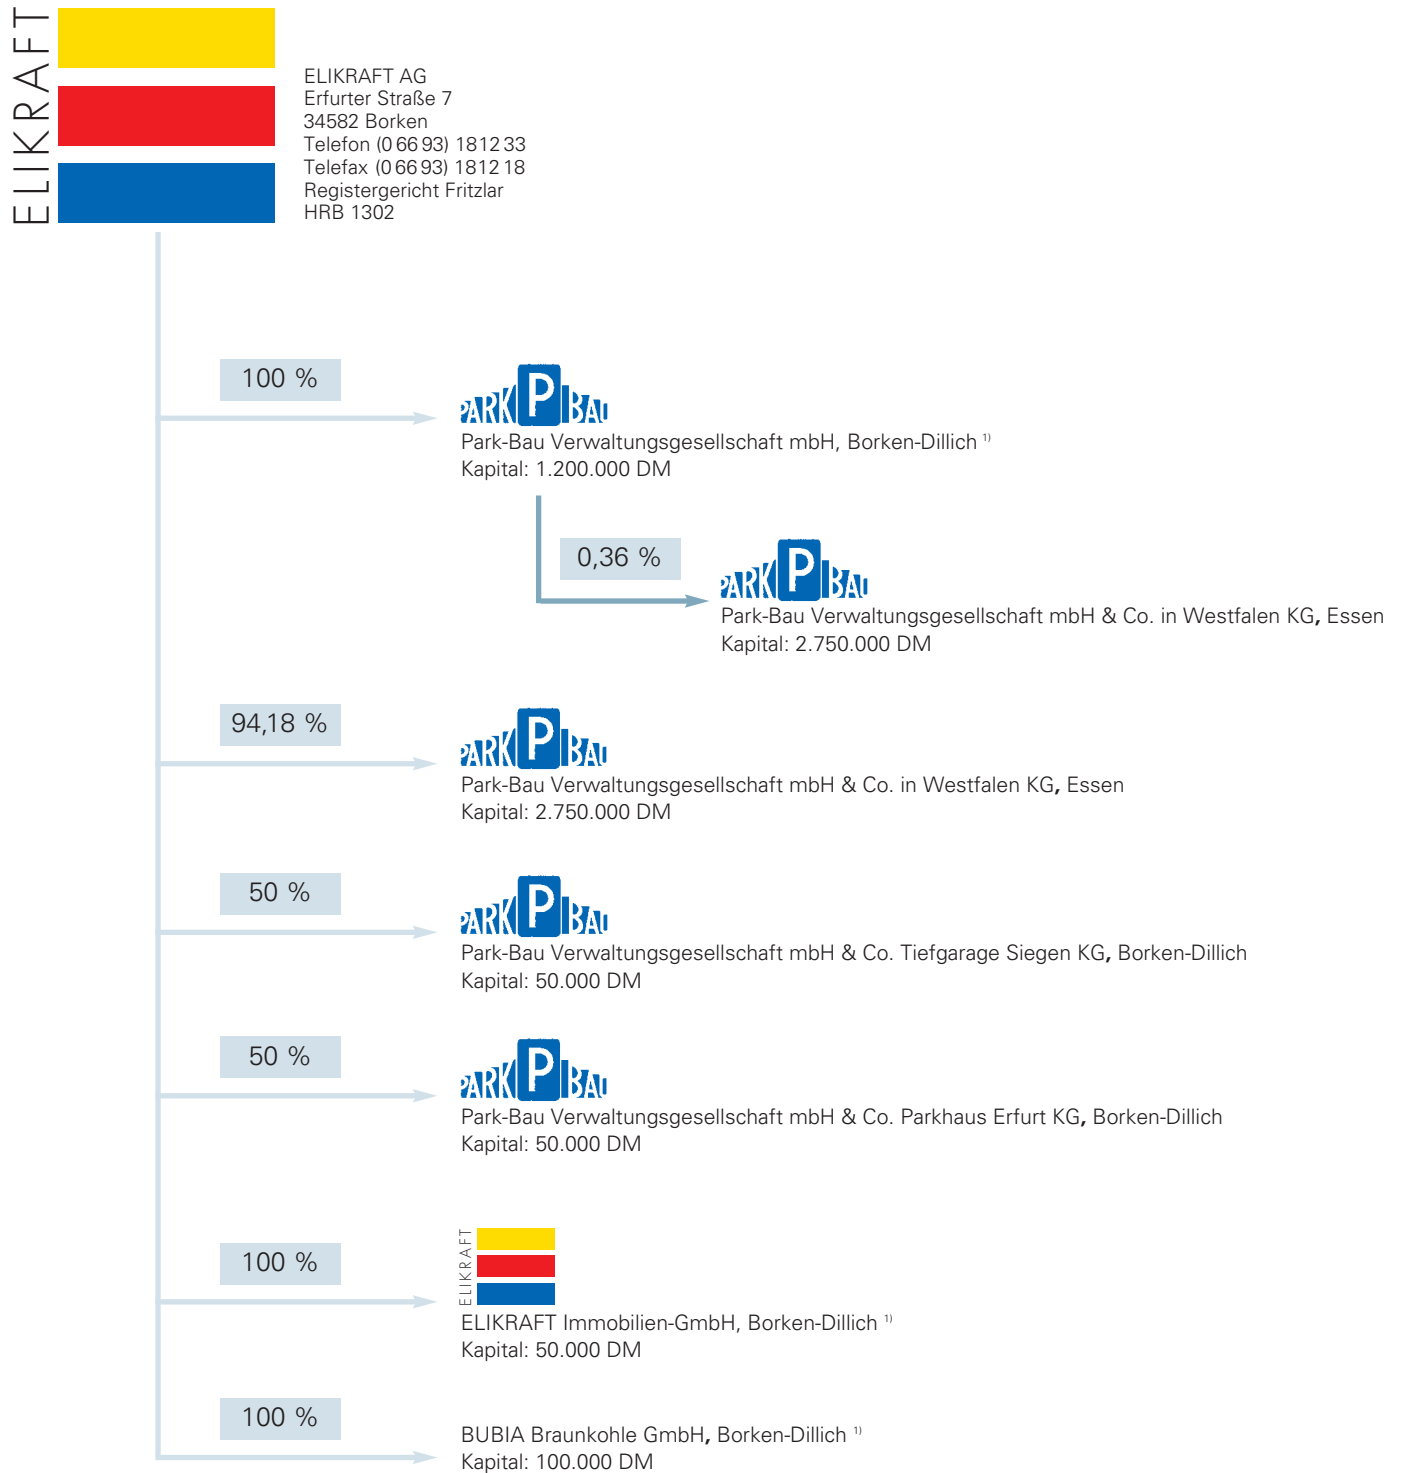 ELIKRAFT
ELIKRAFT AG
Erfurter Straße 7
34582 Borken
Telefon (0 66 93) 18 12 33
Telefax (0 66 93) 18 12 18
Registergericht Fritzlar
HRB 1302
100 %
PARK P BAU
Park-Bau Verwaltungsgesellschaft mbH, Borken-Dillich 1)
Kapital: 1.200.000 DM
0,36 %
PARK P BAU
Park-Bau Verwaltungsgesellschaft mbH & Co. in Westfalen KG, Essen
Kapital: 2.750.000 DM
94,18 %
PARK P BAU
Park-Bau Verwaltungsgesellschaft mbH & Co. in Westfalen KG, Essen
Kapital: 2.750.000 DM
50 %
PARK P BAU
Park-Bau Verwaltungsgesellschaft mbH & Co. Tiefgarage Siegen KG, Borken-Dillich
Kapital: 50.000 DM
50 %
PARK P BAU
Park-Bau Verwaltungsgesellschaft mbH & Co. Parkhaus Erfurt KG, Borken-Dillich
Kapital: 50.000 DM
100 %
ELIKRAFT
ELIKRAFT Immobilien-GmbH, Borken-Dillich 1)
Kapital: 50.000 DM
100 %
BUBIA Braunkohle GmbH, Borken-Dillich 1)
Kapital: 100.000 DM